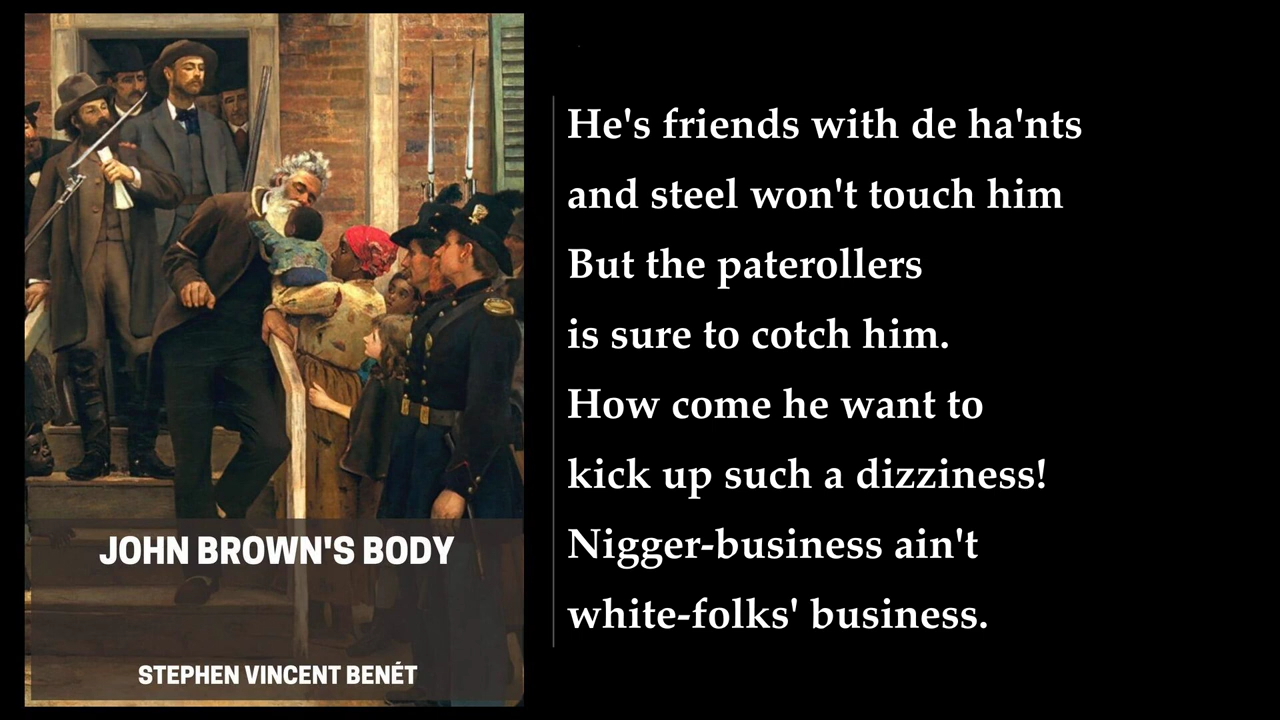 JOHN BROWN'S BODY
STEPHEN VINCENT BENÉT
He's friends with de ha'nts
and steel won't touch him
But the paterollers
is sure to cotch him.
How come he want to
kick up such a dizziness!
Nigger-business ain't
white-folks' business.